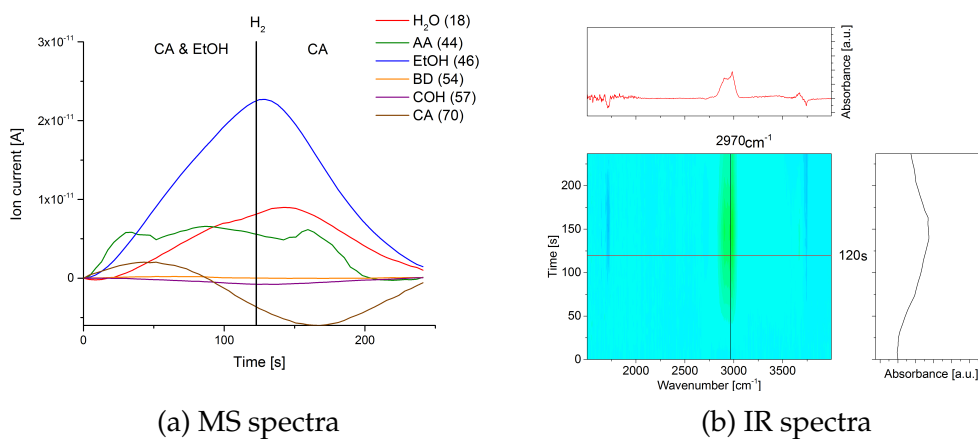 H₂
CA & EtOH
CA
H₂O (18)
AA (44)
EtOH (46)
BD (54)
COH (57)
CA (70)
3x10⁻¹¹
2x10⁻¹¹
1x10⁻¹¹
0
Ion current [A]
0
100
200
Time [s]
(a) MS spectra
Absorbance [a.u.]
2970cm⁻¹
200
150
100
50
0
Time [s]
120s
2000
2500
3000
3500
Wavenumber [cm⁻¹]
Absorbance [a.u.]
(b) IR spectra